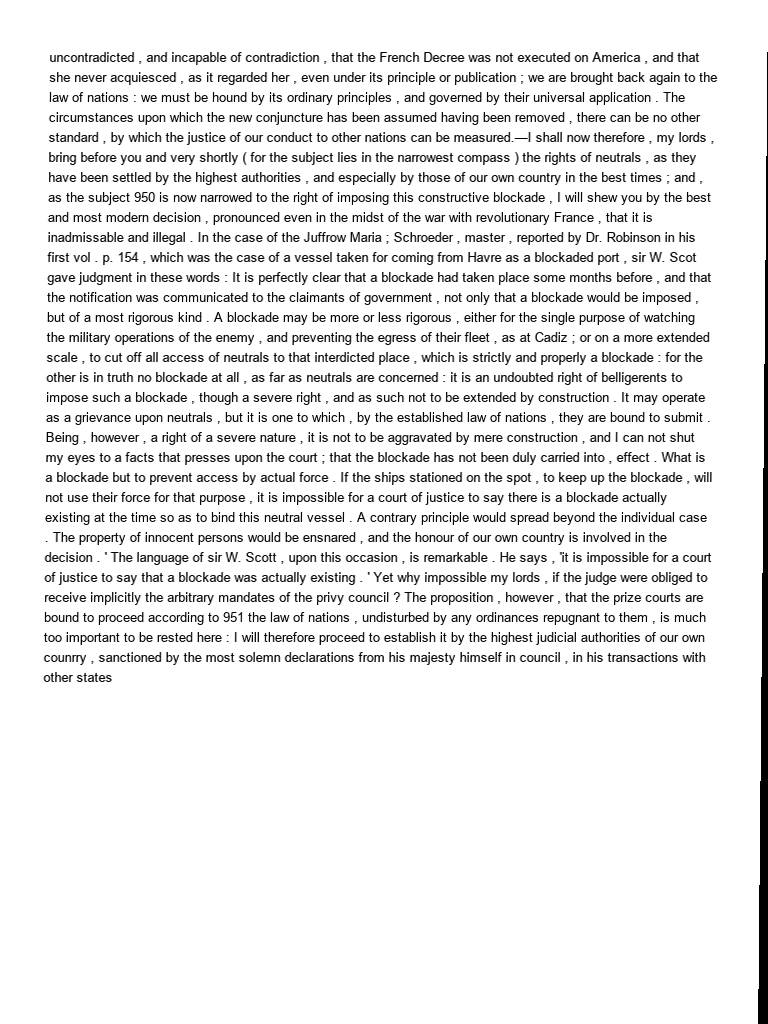 uncontradicted , and incapable of contradiction , that the French Decree was not executed on America , and that
she never acquiesced , as it regarded her , even under its principle or publication ; we are brought back again to the
law of nations : we must be hound by its ordinary principles , and governed by their universal application . The
circumstances upon which the new conjuncture has been assumed having been removed , there can be no other
standard , by which the justice of our conduct to other nations can be measured.—I shall now therefore , my lords ,
bring before you and very shortly ( for the subject lies in the narrowest compass ) the rights of neutrals , as they
have been settled by the highest authorities , and especially by those of our own country in the best times ; and ,
as the subject 950 is now narrowed to the right of imposing this constructive blockade , I will shew you by the best
and most modern decision , pronounced even in the midst of the war with revolutionary France , that it is
inadmissable and illegal . In the case of the Juffrow Maria ; Schroeder , master , reported by Dr. Robinson in his
first vol . p. 154 , which was the case of a vessel taken for coming from Havre as a blockaded port , sir W. Scot
gave judgment in these words : It is perfectly clear that a blockade had taken place some months before , and that
the notification was communicated to the claimants of government , not only that a blockade would be imposed ,
but of a most rigorous kind . A blockade may be more or less rigorous , either for the single purpose of watching
the military operations of the enemy , and preventing the egress of their fleet , as at Cadiz ; or on a more extended
scale , to cut off all access of neutrals to that interdicted place , which is strictly and properly a blockade : for the
other is in truth no blockade at all , as far as neutrals are concerned : it is an undoubted right of belligerents to
impose such a blockade , though a severe right , and as such not to be extended by construction . It may operate
as a grievance upon neutrals , but it is one to which , by the established law of nations , they are bound to submit .
Being , however , a right of a severe nature , it is not to be aggravated by mere construction , and I can not shut
my eyes to a facts that presses upon the court ; that the blockade has not been duly carried into , effect . What is
a blockade but to prevent access by actual force . If the ships stationed on the spot , to keep up the blockade , will
not use their force for that purpose , it is impossible for a court of justice to say there is a blockade actually
existing at the time so as to bind this neutral vessel . A contrary principle would spread beyond the individual case
. The property of innocent persons would be ensnared , and the honour of our own country is involved in the
decision . ' The language of sir W. Scott , upon this occasion , is remarkable . He says , 'it is impossible for a court
of justice to say that a blockade was actually existing . ' Yet why impossible my lords , if the judge were obliged to
receive implicitly the arbitrary mandates of the privy council ? The proposition , however , that the prize courts are
bound to proceed according to 951 the law of nations , undisturbed by any ordinances repugnant to them , is much
too important to be rested here : I will therefore proceed to establish it by the highest judicial authorities of our own
counrry , sanctioned by the most solemn declarations from his majesty himself in council , in his transactions with
other states